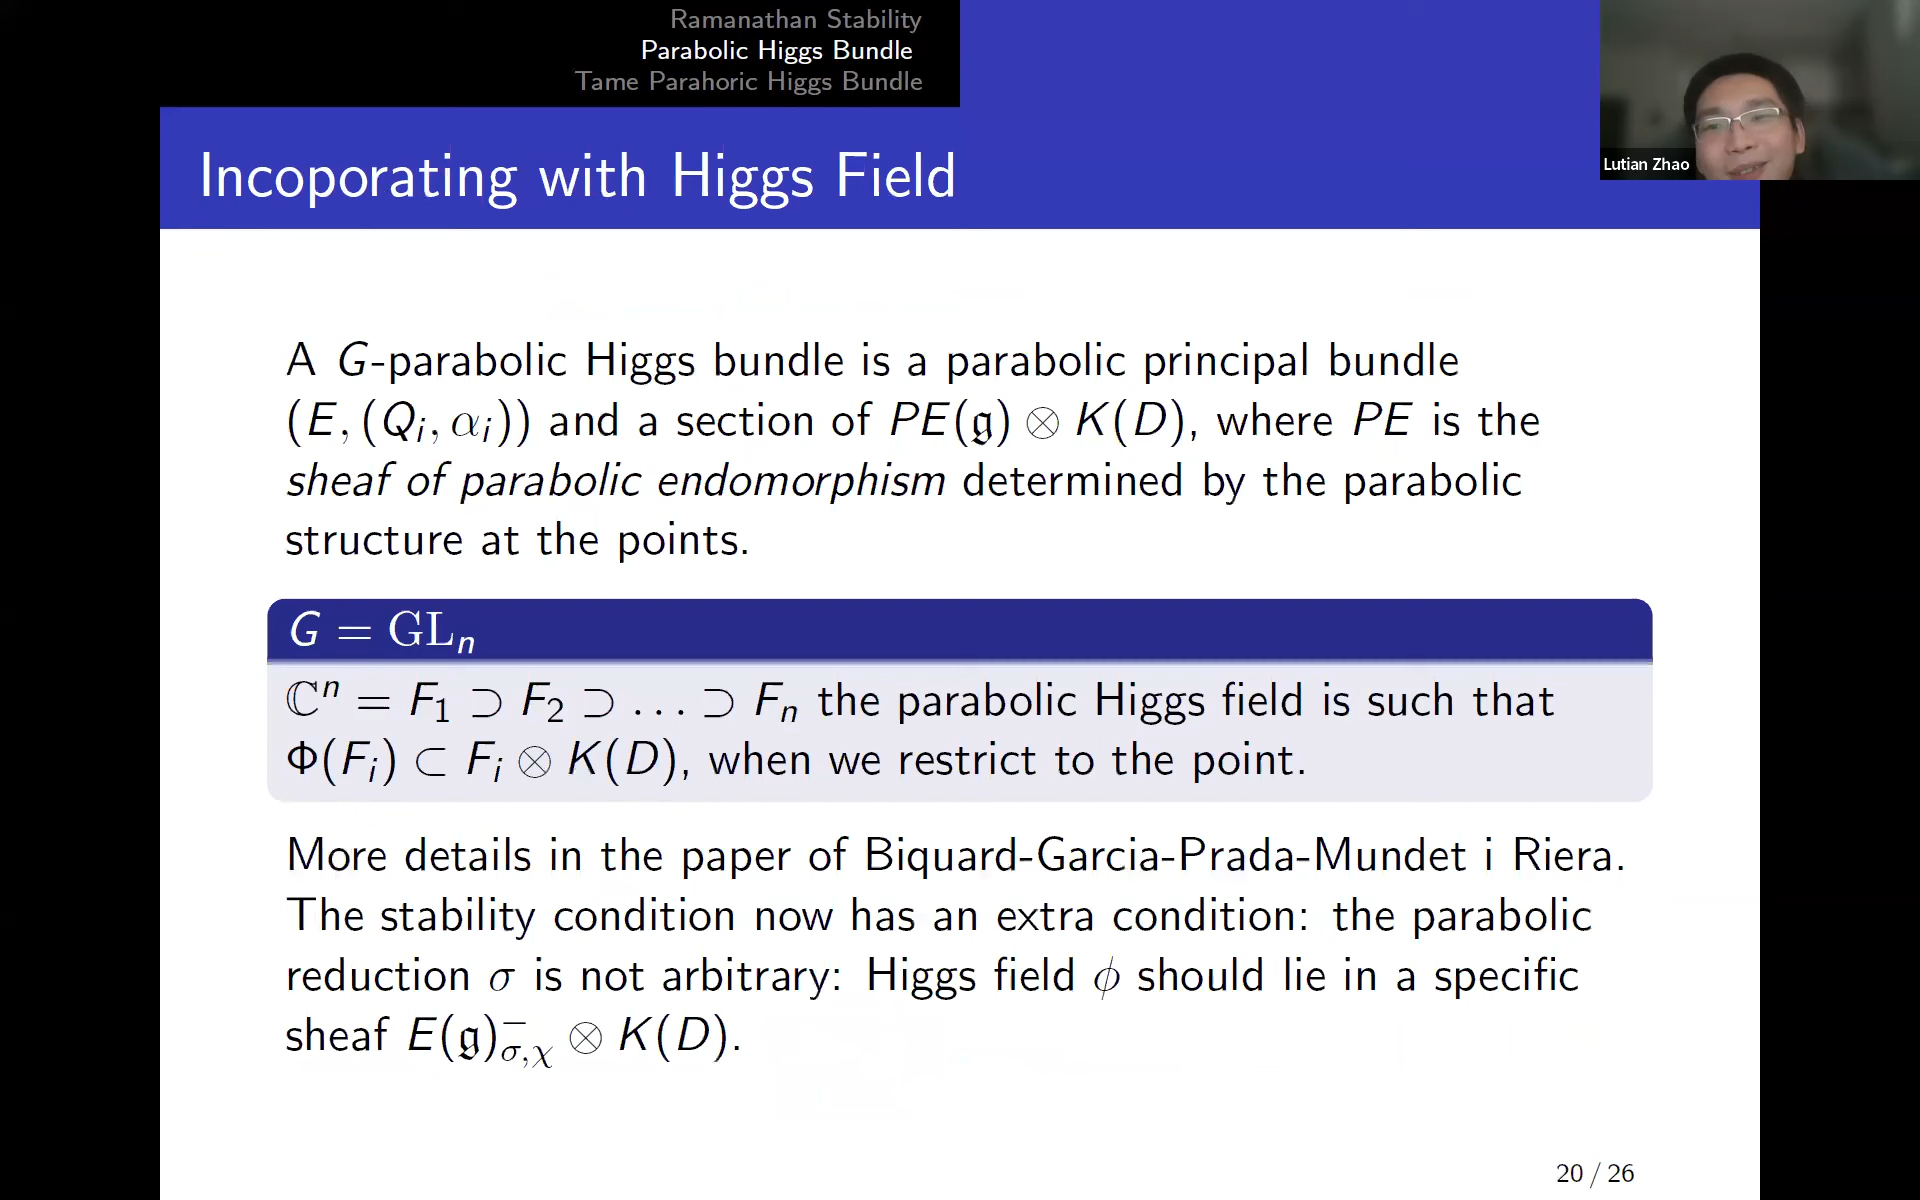 Ramanathan Stability
Parabolic Higgs Bundle
Tame Parahoric Higgs Bundle
Lutian Zhao
Incoporating with Higgs Field
A G-parabolic Higgs bundle is a parabolic principal bundle
(E, (Q_i, α_i)) and a section of PE(𝔤) ⊗ K(D), where PE is the
sheaf of parabolic endomorphism determined by the parabolic
structure at the points.
G = GL_n
ℂ^n = F_1 ⊃ F_2 ⊃ … ⊃ F_n the parabolic Higgs field is such that
Φ(F_i) ⊂ F_i ⊗ K(D), when we restrict to the point.
More details in the paper of Biquard-Garcia-Prada-Mundet i Riera.
The stability condition now has an extra condition: the parabolic
reduction σ is not arbitrary: Higgs field ϕ should lie in a specific
sheaf E(𝔤)^−_{σ,χ} ⊗ K(D).
20 / 26